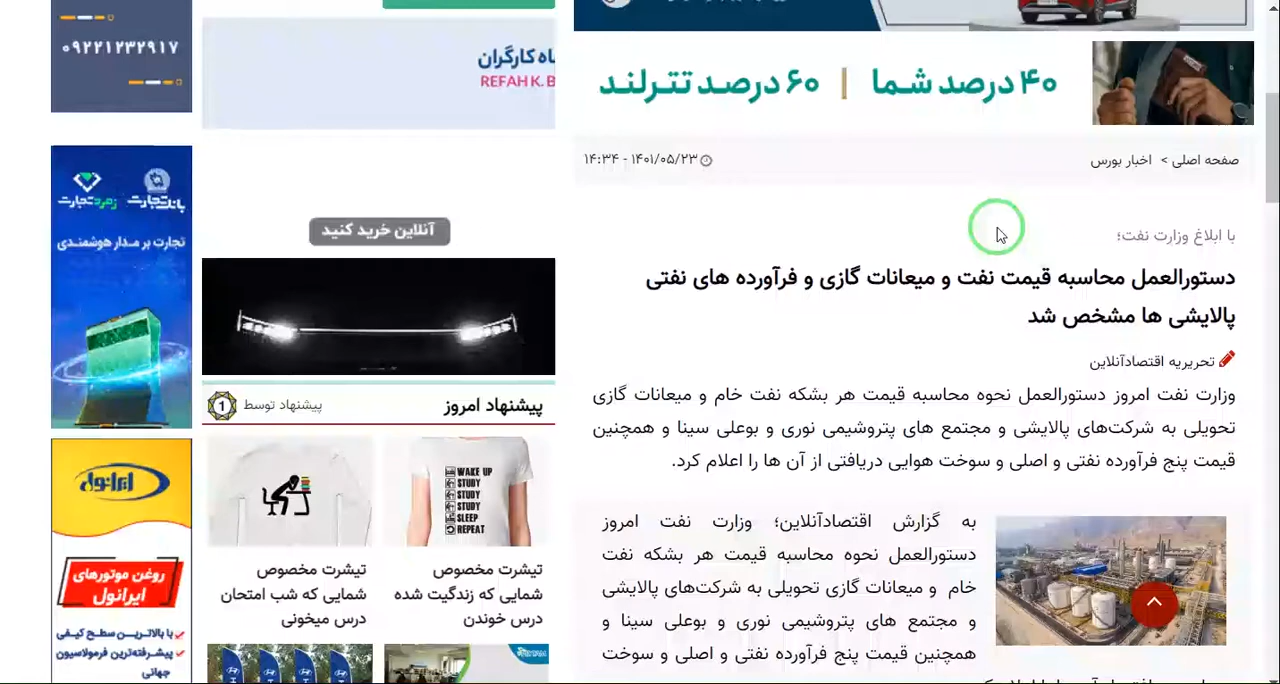 ۴۰ درصد شما | ۶۰ درصد تترلند
صفحه اصلی > اخبار بورس
۱۴۰۱/۰۵/۲۳ - ۱۴:۳۴
با ابلاغ وزارت نفت؛
دستورالعمل محاسبه قیمت نفت و میعانات گازی و فرآورده های نفتی
پالایشی ها مشخص شد
تحریریه اقتصادآنلاین
وزارت نفت امروز دستورالعمل نحوه محاسبه قیمت هر بشکه نفت خام و میعانات گازی
تحویلی به شرکت‌های پالایشی و مجتمع های پتروشیمی نوری و بوعلی سینا و همچنین
قیمت پنج فرآورده نفتی و اصلی و سوخت هوایی دریافتی از آن ها را اعلام کرد.
به گزارش اقتصادآنلاین؛ وزارت نفت امروز
دستورالعمل نحوه محاسبه قیمت هر بشکه نفت
خام و میعانات گازی تحویلی به شرکت‌های پالایشی
و مجتمع های پتروشیمی نوری و بوعلی سینا و
همچنین قیمت پنج فرآورده نفتی و اصلی و سوخت
اه کارگران
REFAH K. B
آنلاین خرید کنید
پیشنهاد امروز
پیشنهاد توسط
1
WAKE UP
STUDY
STUDY
STUDY
SLEEP
REPEAT
تیشرت مخصوص
شمایی که زندگیت شده
درس خوندن
تیشرت مخصوص
شمایی که شب امتحان
درس میخونی
۰۹۲۲۱۲۳۲۹۱۷
بانک تجارت
زمرد تجارت
تجارت بر مدار هوشمندی
ایرانول
روغن موتورهای
ایرانول
با بالاتریـــن سطح کیفی
پیشـرفته‌ترین فرمولاسیون
جهانی